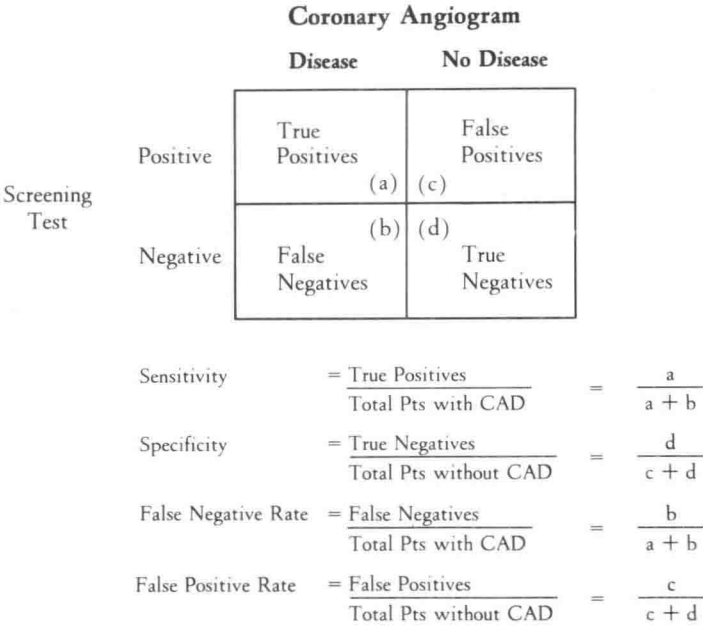 Coronary Angiogram
Disease No Disease
Screening
Test
Positive
True
Positives
(a)
False
Positives
(c)
Negative
(b)
False
Negatives
(d)
True
Negatives
Sensitivity = True Positives = a
Total Pts with CAD a + b
Specificity = True Negatives = d
Total Pts without CAD c + d
False Negative Rate = False Negatives = b
Total Pts with CAD a + b
False Positive Rate = False Positives = c
Total Pts without CAD c + d